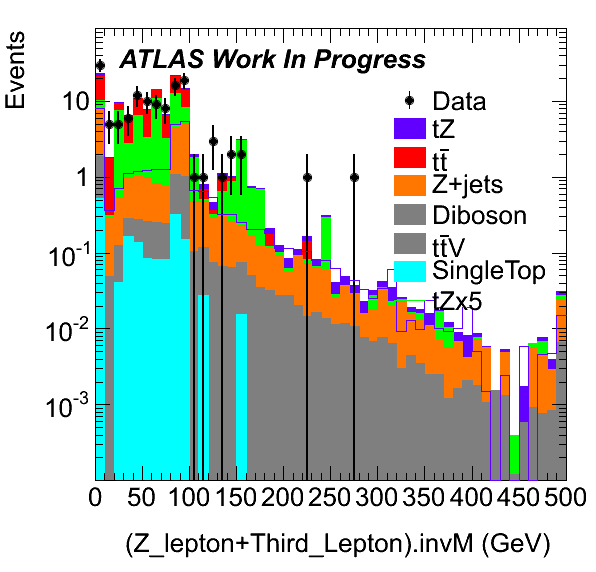 Events
ATLAS Work In Progress
Data
tZ
tt̄
Z+jets
Diboson
tt̄V
SingleTop
tZx5
10
1
10⁻¹
10⁻²
10⁻³
0 50 100 150 200 250 300 350 400 450 500
(Z_lepton+Third_Lepton).invM (GeV)